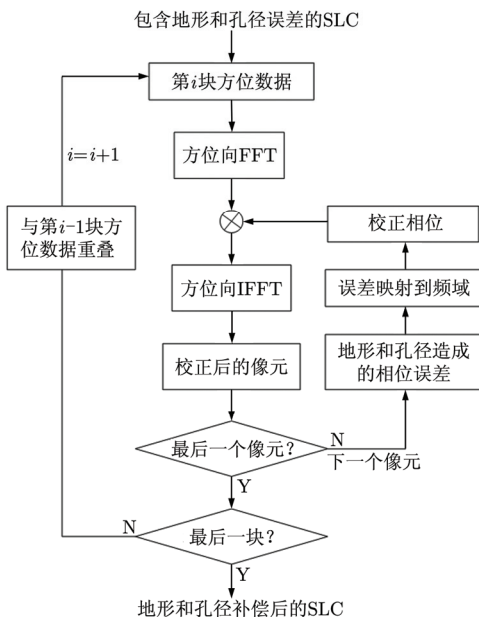 包含地形和孔径误差的SLC
第i块方位数据
i=i+1
方位向FFT
与第i−1块方
位数据重叠
校正相位
方位向IFFT
误差映射到频域
校正后的像元
地形和孔径造成
的相位误差
最后一个像元?
N
下一个像元
Y
最后一块?
N
Y
地形和孔径补偿后的SLC